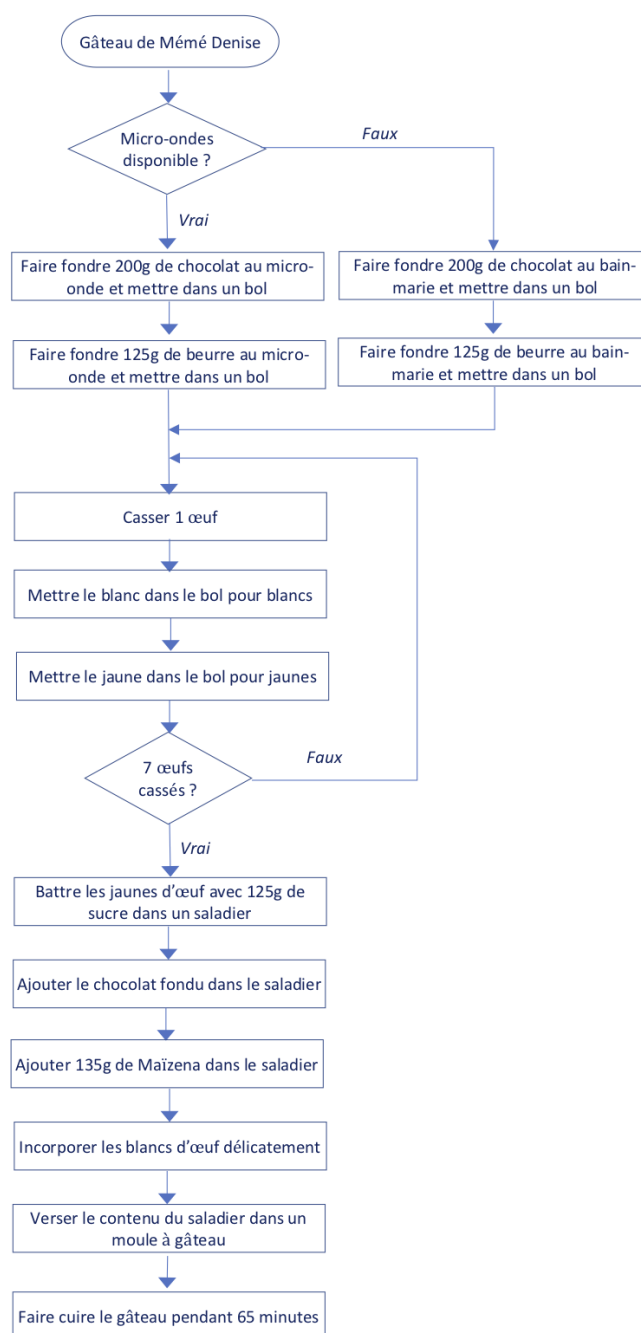 Gâteau de Mémé Denise
Micro-ondes
disponible ?
Faux
Vrai
Faire fondre 200g de chocolat au micro-
onde et mettre dans un bol
Faire fondre 200g de chocolat au bain-
marie et mettre dans un bol
Faire fondre 125g de beurre au micro-
onde et mettre dans un bol
Faire fondre 125g de beurre au bain-
marie et mettre dans un bol
Casser 1 œuf
Mettre le blanc dans le bol pour blancs
Mettre le jaune dans le bol pour jaunes
7 œufs
cassés ?
Faux
Vrai
Battre les jaunes d’œuf avec 125g de
sucre dans un saladier
Ajouter le chocolat fondu dans le saladier
Ajouter 135g de Maïzena dans le saladier
Incorporer les blancs d’œuf délicatement
Verser le contenu du saladier dans un
moule à gâteau
Faire cuire le gâteau pendant 65 minutes